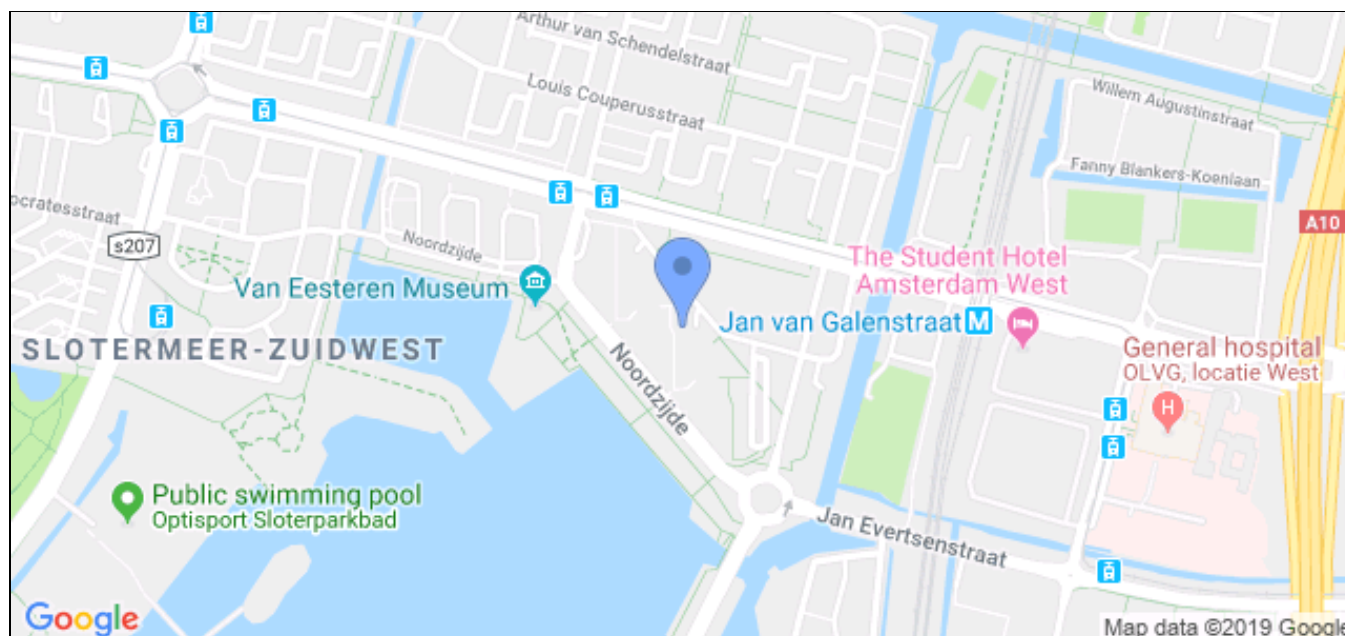 Arthur van Schendelstraat
Louis Couperusstraat
Willem Augustinstraat
Fanny Blankers-Koenlaan
ocratesstraat
s207
A10
Noordzijde
The Student Hotel
Amsterdam West
Van Eesteren Museum
Jan van Galenstraat
M
SLOTERMEER-ZUIDWEST
General hospital
OLVG, locatie West
H
Noordzijde
Public swimming pool
Optisport Sloterparkbad
Jan Evertsenstraat
Google
Map data ©2019 Google